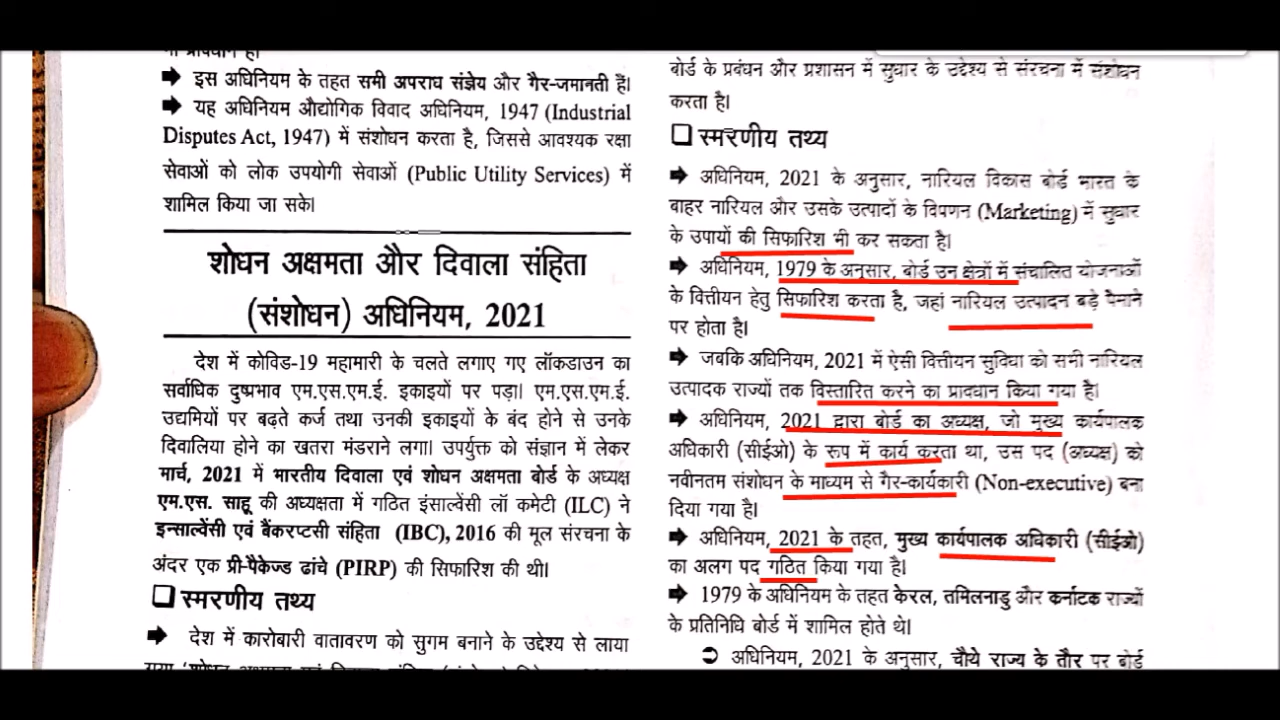 ➔ इस अधिनियम के तहत सभी अपराध संज्ञेय और गैर-जमानती हैं।
➔ यह अधिनियम औद्योगिक विवाद अधिनियम, 1947 (Industrial
Disputes Act, 1947) में संशोधन करता है, जिससे आवश्यक रक्षा
सेवाओं को लोक उपयोगी सेवाओं (Public Utility Services) में
शामिल किया जा सके।
शोधन अक्षमता और दिवाला संहिता
(संशोधन) अधिनियम, 2021
देश में कोविड-19 महामारी के चलते लगाए गए लॉकडाउन का
सर्वाधिक दुष्प्रभाव एम.एस.एम.ई. इकाइयों पर पड़ा। एम.एस.एम.ई.
उद्यमियों पर बढ़ते कर्ज तथा उनकी इकाइयों के बंद होने से उनके
दिवालिया होने का खतरा मंडराने लगा। उपर्युक्त को संज्ञान में लेकर
मार्च, 2021 में भारतीय दिवाला एवं शोधन अक्षमता बोर्ड के अध्यक्ष
एम.एस. साहू की अध्यक्षता में गठित इंसाल्वेंसी लॉ कमेटी (ILC) ने
इन्साल्वेंसी एवं बैंकरप्टसी संहिता (IBC), 2016 की मूल संरचना के
अंदर एक प्री-पैकेज्ड ढांचे (PIRP) की सिफारिश की थी।
❑ स्मरणीय तथ्य
➔ देश में कारोबारी वातावरण को सुगम बनाने के उद्देश्य से लाया
बोर्ड के प्रबंधन और प्रशासन में सुधार के उद्देश्य से संरचना में संशोधन
करता है।
❑ स्मरणीय तथ्य
➔ अधिनियम, 2021 के अनुसार, नारियल विकास बोर्ड भारत के
बाहर नारियल और उसके उत्पादों के विपणन (Marketing) में सुधार
के उपायों की सिफारिश भी कर सकता है।
➔ अधिनियम, 1979 के अनुसार, बोर्ड उन क्षेत्रों में संचालित योजनाओं
के वित्तीयन हेतु सिफारिश करता है, जहां नारियल उत्पादन बड़े पैमाने
पर होता है।
➔ जबकि अधिनियम, 2021 में ऐसी वित्तीयन सुविधा को सभी नारियल
उत्पादक राज्यों तक विस्तारित करने का प्रावधान किया गया है।
➔ अधिनियम, 2021 द्वारा बोर्ड का अध्यक्ष, जो मुख्य कार्यपालक
अधिकारी (सीईओ) के रूप में कार्य करता था, उस पद (अध्यक्ष) को
नवीनतम संशोधन के माध्यम से गैर-कार्यकारी (Non-executive) बना
दिया गया है।
➔ अधिनियम, 2021 के तहत, मुख्य कार्यपालक अधिकारी (सीईओ)
का अलग पद गठित किया गया है।
➔ 1979 के अधिनियम के तहत केरल, तमिलनाडु और कर्नाटक राज्यों
के प्रतिनिधि बोर्ड में शामिल होते थे।
➲ अधिनियम, 2021 के अनुसार, चौथे राज्य के तौर पर बोर्ड